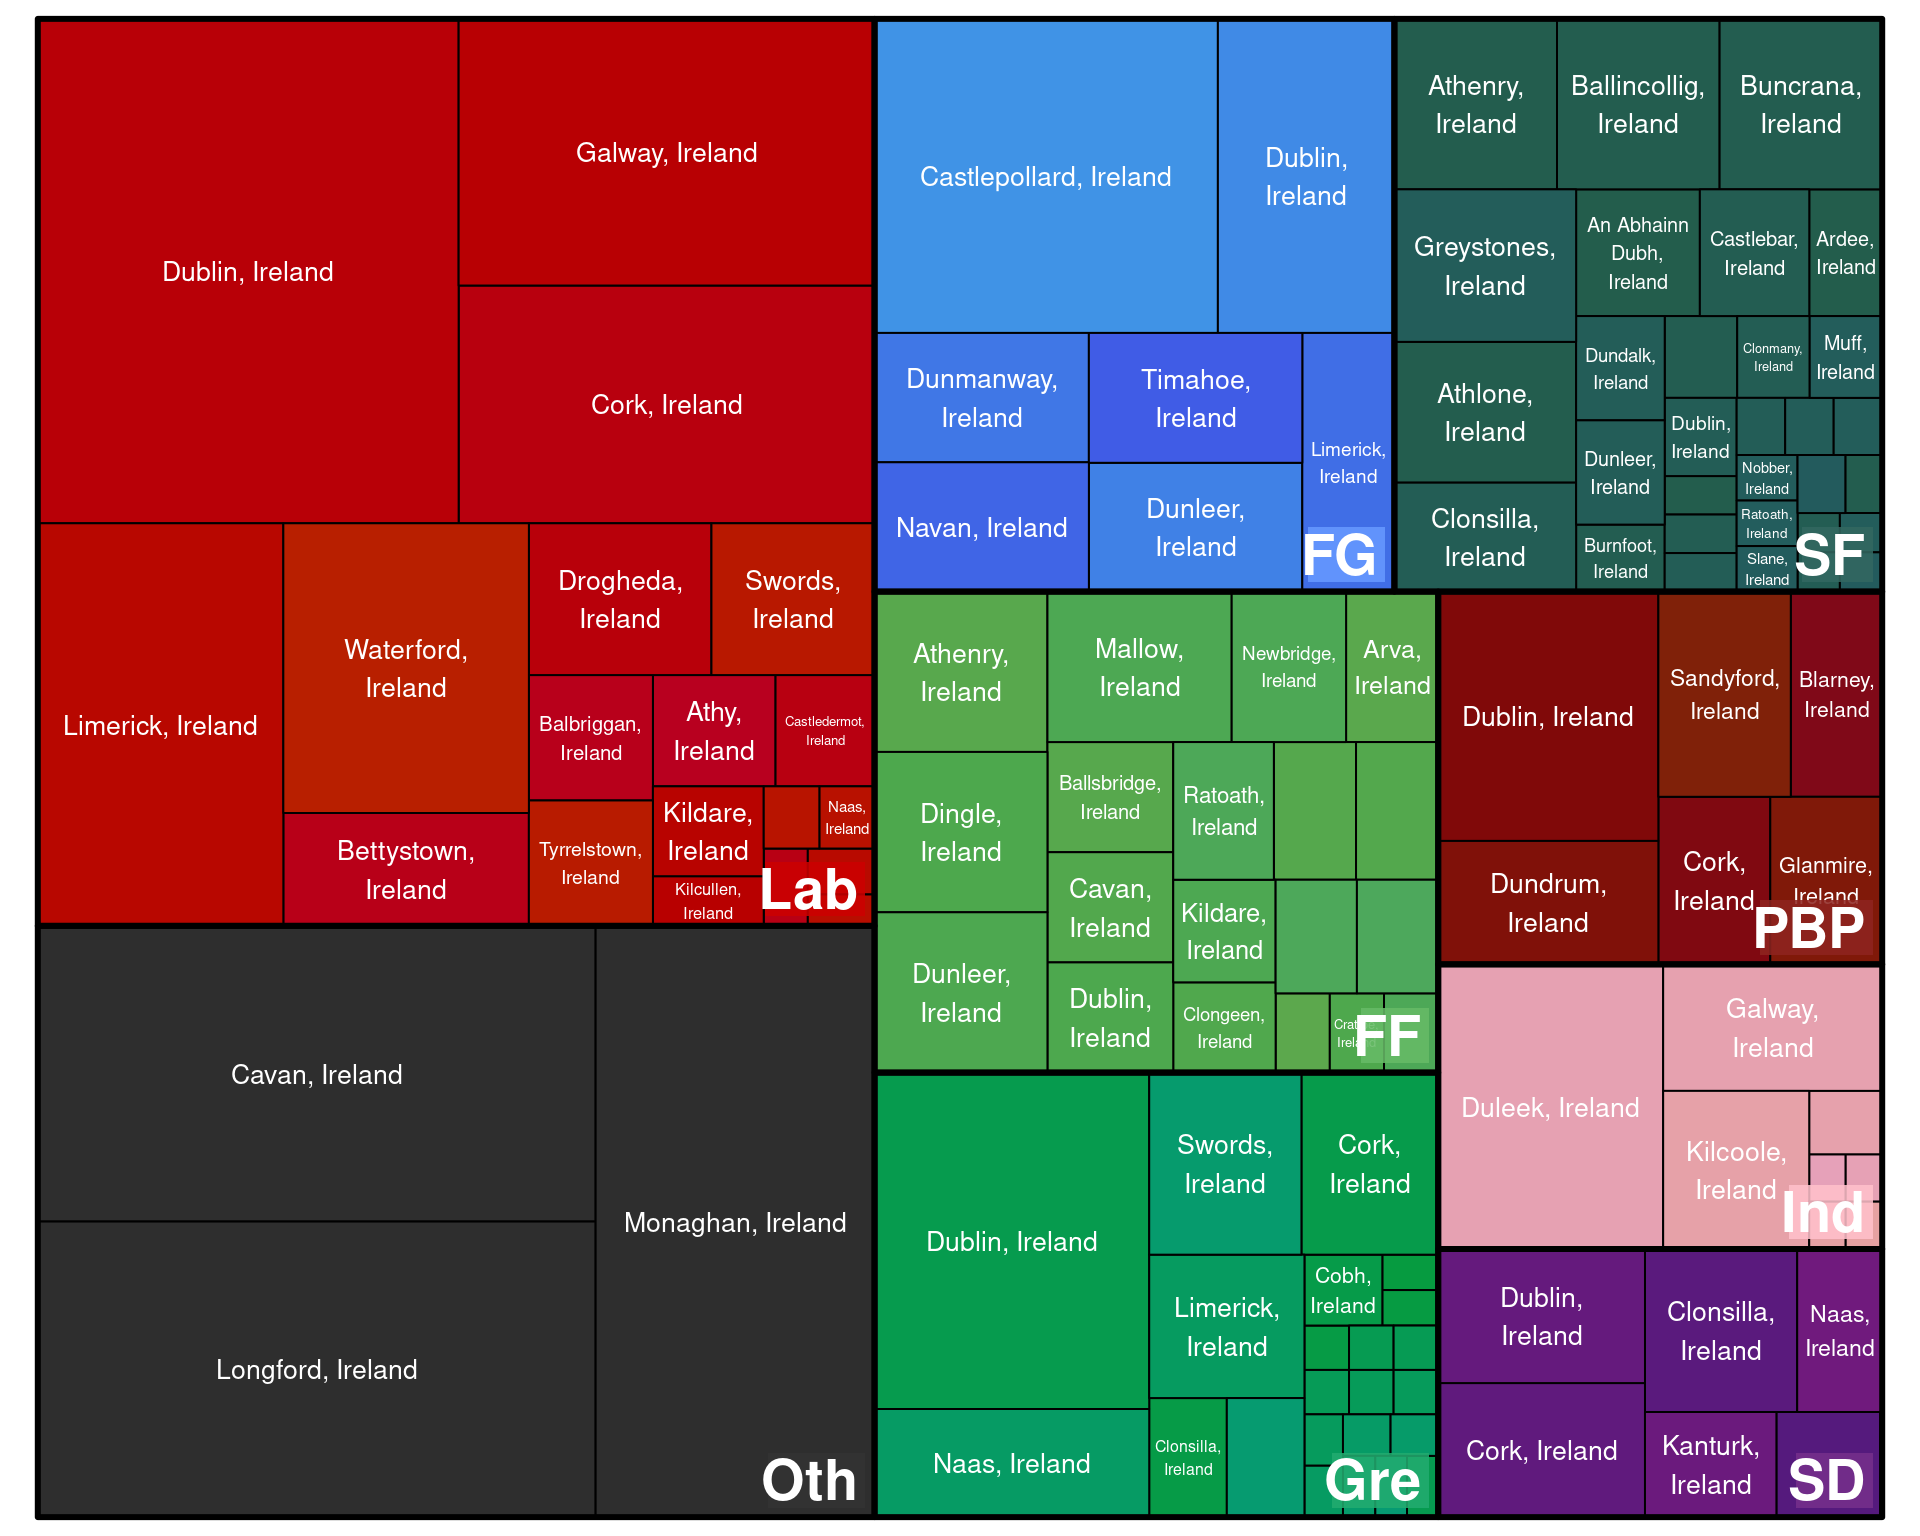 Dublin, Ireland
Galway, Ireland
Cork, Ireland
Limerick, Ireland
Waterford,
Ireland
Bettystown,
Ireland
Drogheda,
Ireland
Swords,
Ireland
Balbriggan,
Ireland
Athy,
Ireland
Castledermot,
Ireland
Tyrrelstown,
Ireland
Kildare,
Ireland
Naas,
Ireland
Kilcullen,
Ireland
Lab
Cavan, Ireland
Longford, Ireland
Monaghan, Ireland
Oth
Castlepollard, Ireland
Dublin,
Ireland
Dunmanway,
Ireland
Timahoe,
Ireland
Limerick,
Ireland
Navan, Ireland
Dunleer,
Ireland
FG
Athenry,
Ireland
Ballincollig,
Ireland
Buncrana,
Ireland
Greystones,
Ireland
An Abhainn
Dubh,
Ireland
Castlebar,
Ireland
Ardee,
Ireland
Athlone,
Ireland
Dundalk,
Ireland
Clonmany,
Ireland
Muff,
Ireland
Dublin,
Ireland
Dunleer,
Ireland
Nobber,
Ireland
Clonsilla,
Ireland
Ratoath,
Ireland
Burnfoot,
Ireland
Slane,
Ireland
SF
Athenry,
Ireland
Mallow,
Ireland
Newbridge,
Ireland
Arva,
Ireland
Dingle,
Ireland
Ballsbridge,
Ireland
Ratoath,
Ireland
Cavan,
Ireland
Kildare,
Ireland
Dunleer,
Ireland
Dublin,
Ireland
Clongeen,
Ireland
FF
Dublin, Ireland
Sandyford,
Ireland
Blarney,
Ireland
Dundrum,
Ireland
Cork,
Ireland
Glanmire,
Ireland
PBP
Duleek, Ireland
Galway,
Ireland
Kilcoole,
Ireland
Ind
Dublin, Ireland
Swords,
Ireland
Cork,
Ireland
Limerick,
Ireland
Cobh,
Ireland
Naas, Ireland
Clonsilla,
Ireland
Gre
Dublin,
Ireland
Clonsilla,
Ireland
Naas,
Ireland
Cork, Ireland
Kanturk,
Ireland
SD